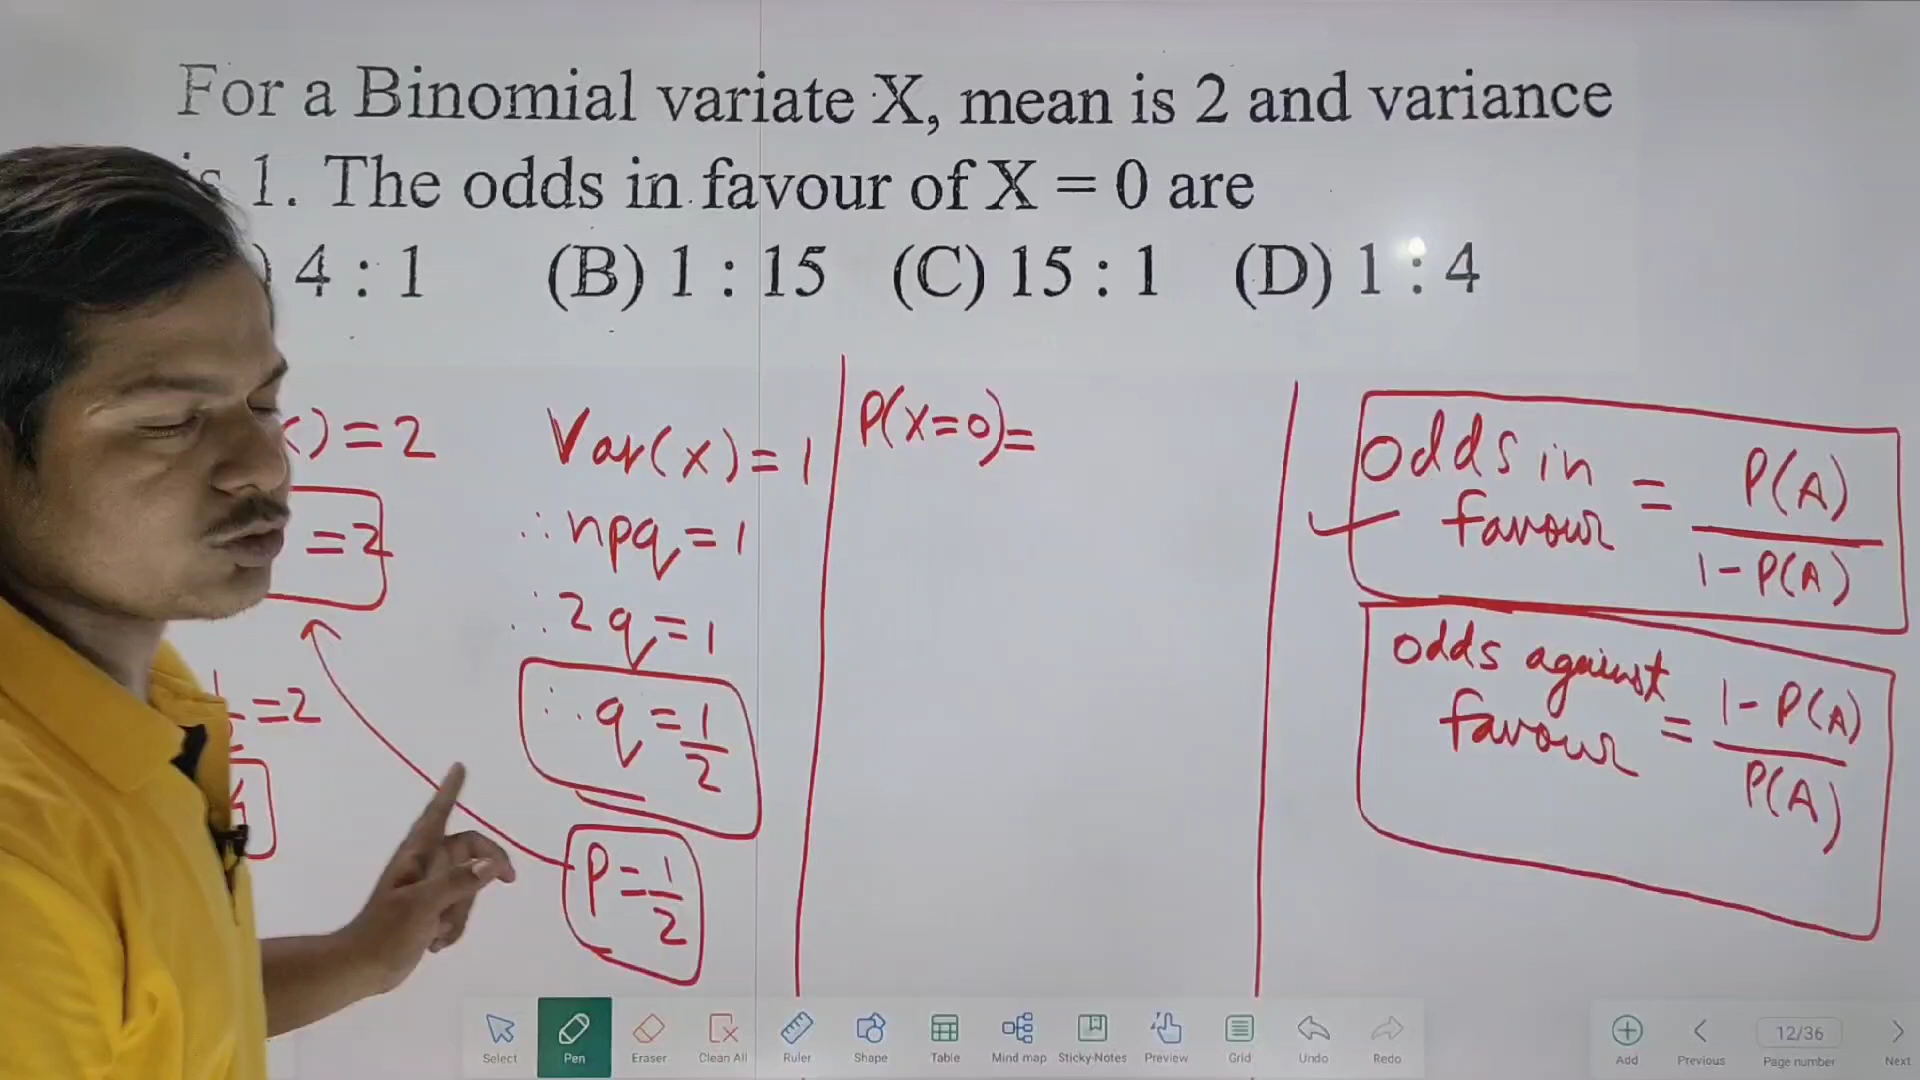 For a Binomial variate X, mean is 2 and variance
is 1. The odds in favour of X = 0 are
) 4 : 1 (B) 1 : 15 (C) 15 : 1 (D) 1 : 4
) = 2
= 2
= 2
Var(x) = 1
∴ npq = 1
∴ 2q = 1
∴ q = 1/2
P = 1/2
P(X=0) =
odds in favour = P(A) / 1 - P(A)
odds against favour = 1 - P(A) / P(A)
Select Pen Eraser Clean All Ruler Shape Table Mind map Sticky-Notes Preview Grid Undo Redo Add Previous 12/36 Page number Next